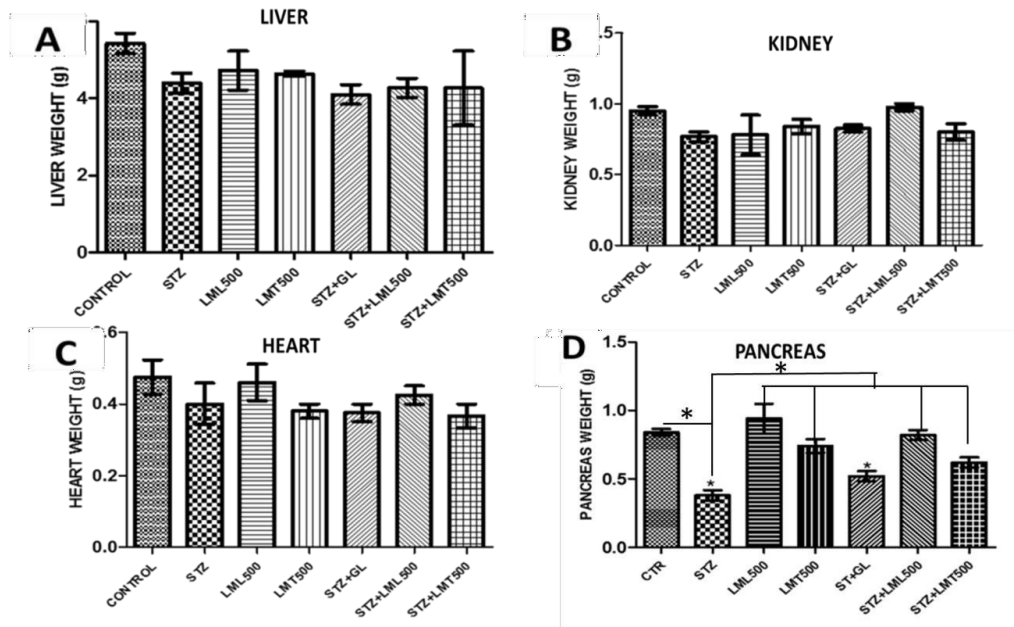 A
LIVER
LIVER WEIGHT (g)
4
2
0
CONTROL
STZ
LML500
LMT500
STZ+GL
STZ+LML500
STZ+LMT500
B
KIDNEY
KIDNEY WEIGHT (g)
.5
1.0
0.5
0.0
CONTROL
STZ
LML500
LMT500
STZ+GL
STZ+LML500
STZ+LMT500
C
HEART
HEART WEIGHT (g)
0.6
0.4
0.2
0.0
CONTROL
STZ
LML500
LMT500
STZ+GL
STZ+LML500
STZ+LMT500
D
PANCREAS
PANCREAS WEIGHT (g)
1.5
1.0
0.5
0.0
*
*
*
*
CTR
STZ
LML500
LMT500
ST+GL
STZ+LML500
STZ+LMT500